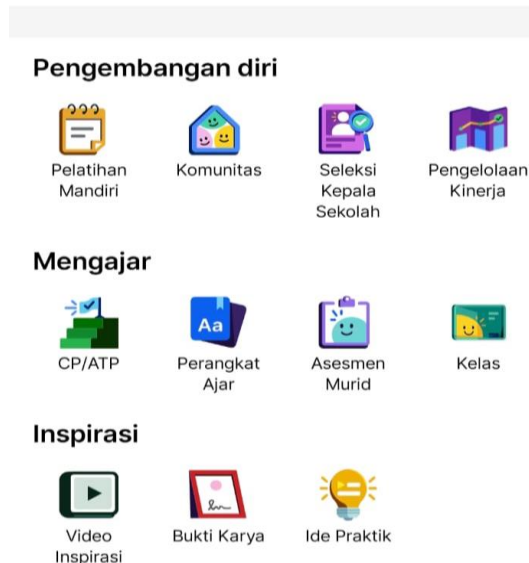 Pengembangan diri
Pelatihan
Mandiri
Komunitas
Seleksi
Kepala
Sekolah
Pengelolaan
Kinerja
Mengajar
CP/ATP
Aa
Perangkat
Ajar
Asesmen
Murid
Kelas
Inspirasi
Video
Inspirasi
Bukti Karya
Ide Praktik